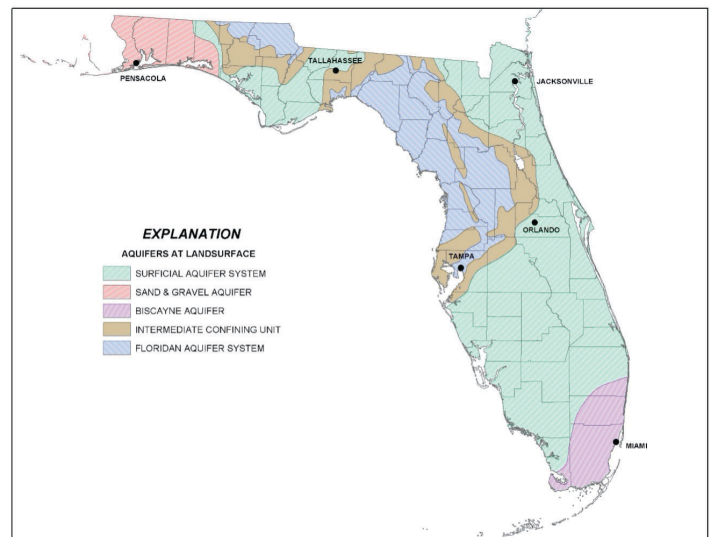 TALLAHASSEE
PENSACOLA
JACKSONVILLE
ORLANDO
TAMPA
MIAMI
EXPLANATION
AQUIFERS AT LANDSURFACE
SURFICIAL AQUIFER SYSTEM
SAND & GRAVEL AQUIFER
BISCAYNE AQUIFER
INTERMEDIATE CONFINING UNIT
FLORIDAN AQUIFER SYSTEM